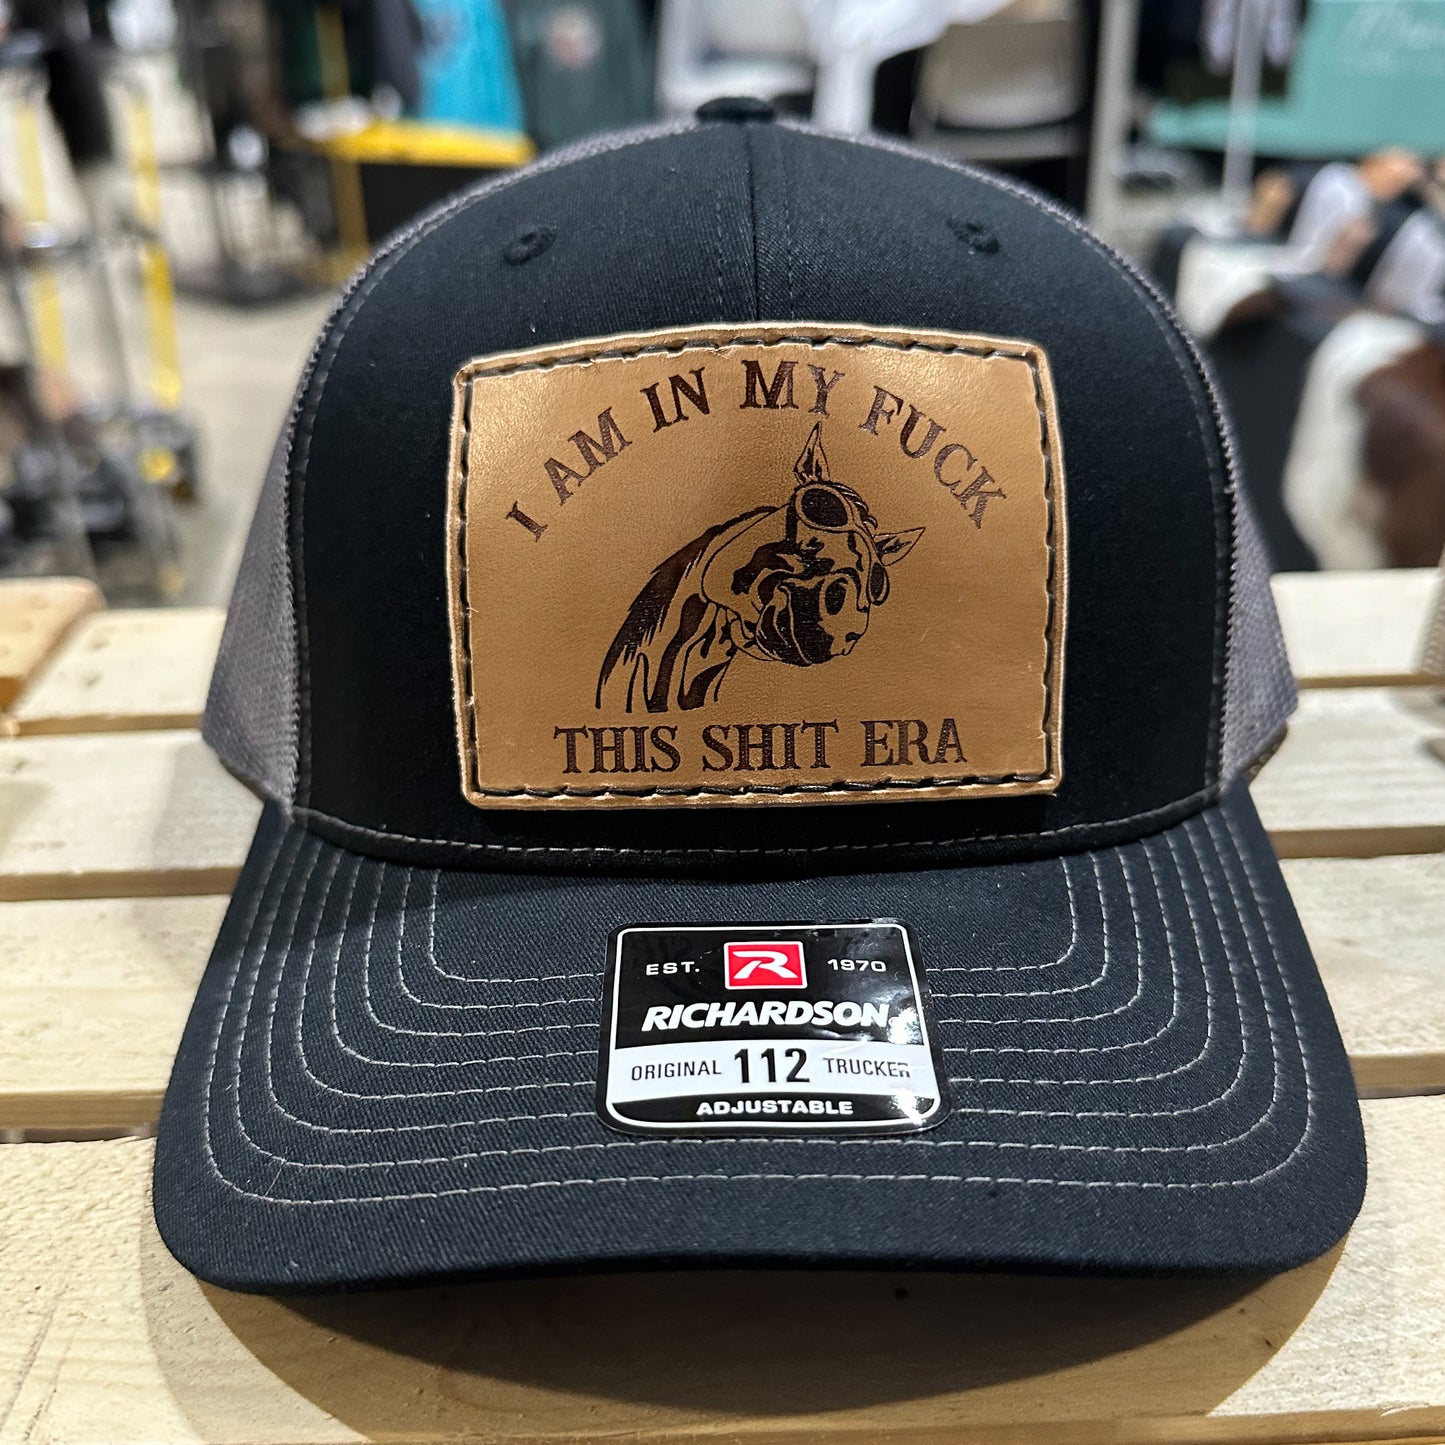 I AM IN MY FUCK
THIS SHIT ERA
EST. R 1970
RICHARDSON
ORIGINAL 112 TRUCKER
ADJUSTABLE